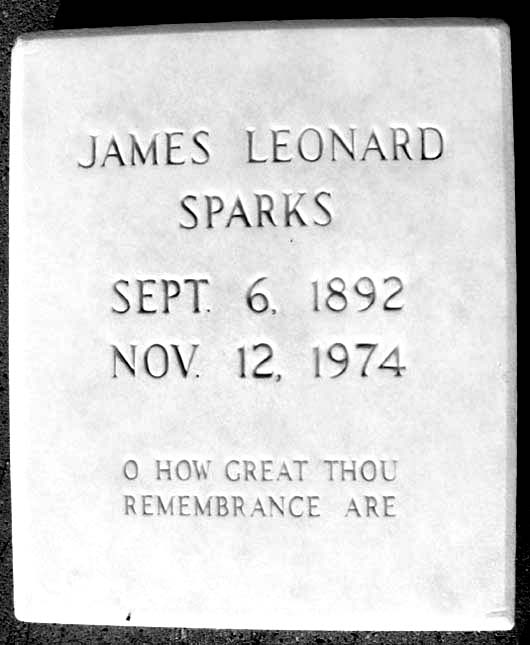 JAMES LEONARD
SPARKS
SEPT. 6, 1892
NOV. 12, 1974
O HOW GREAT THOU
REMEMBRANCE ARE